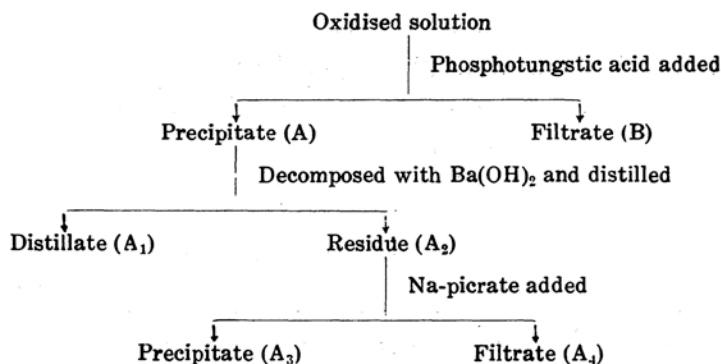 Oxidised solution
Phosphotungstic acid added
Precipitate (A) Filtrate (B)
Decomposed with Ba(OH)₂ and distilled
Distillate (A₁) Residue (A₂)
Na-picrate added
Precipitate (A₃) Filtrate (A₄)